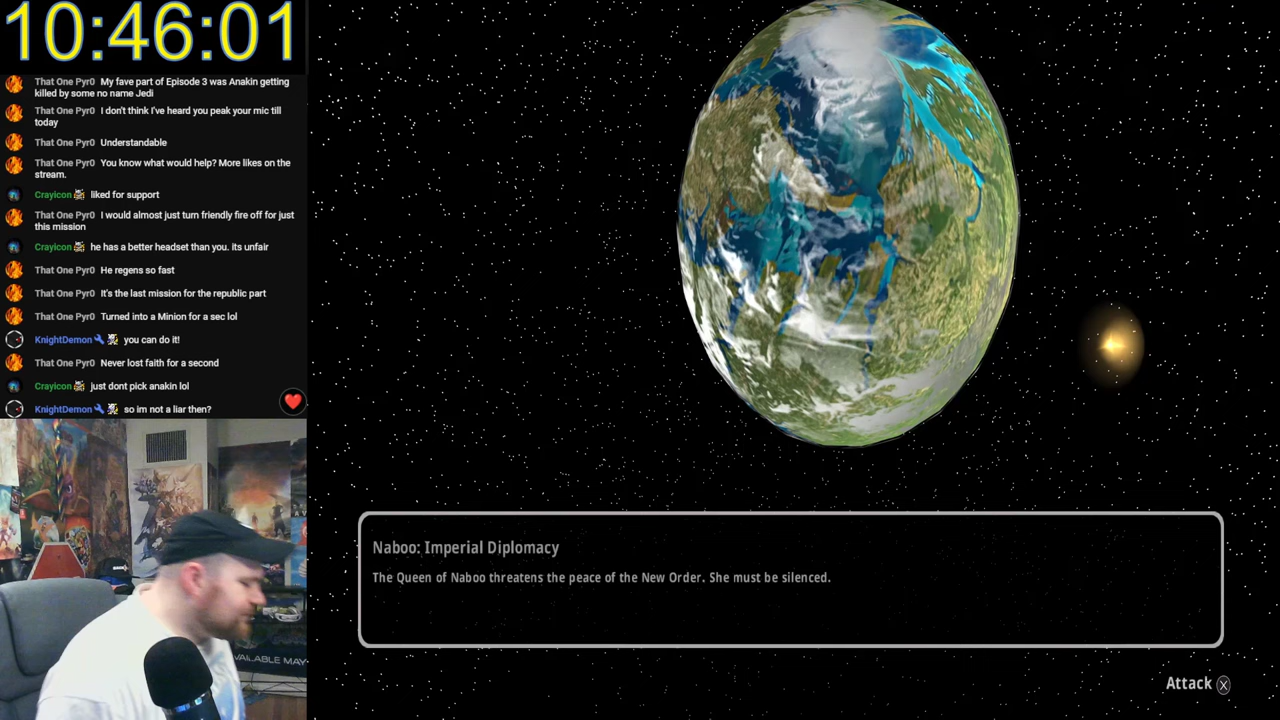 10:46:01
That One Pyr0 My fave part of Episode 3 was Anakin getting
killed by some no name Jedi
That One Pyr0 I don't think I've heard you peak your mic till
today
That One Pyr0 Understandable
That One Pyr0 You know what would help? More likes on the
stream.
Crayicon liked for support
That One Pyr0 I would almost just turn friendly fire off for just
this mission
Crayicon he has a better headset than you. its unfair
That One Pyr0 He regens so fast
That One Pyr0 It's the last mission for the republic part
That One Pyr0 Turned into a Minion for a sec lol
KnightDemon you can do it!
That One Pyr0 Never lost faith for a second
Crayicon just dont pick anakin lol
KnightDemon so im not a liar then?
AVAILABLE MAY
Naboo: Imperial Diplomacy
The Queen of Naboo threatens the peace of the New Order. She must be silenced.
Attack X